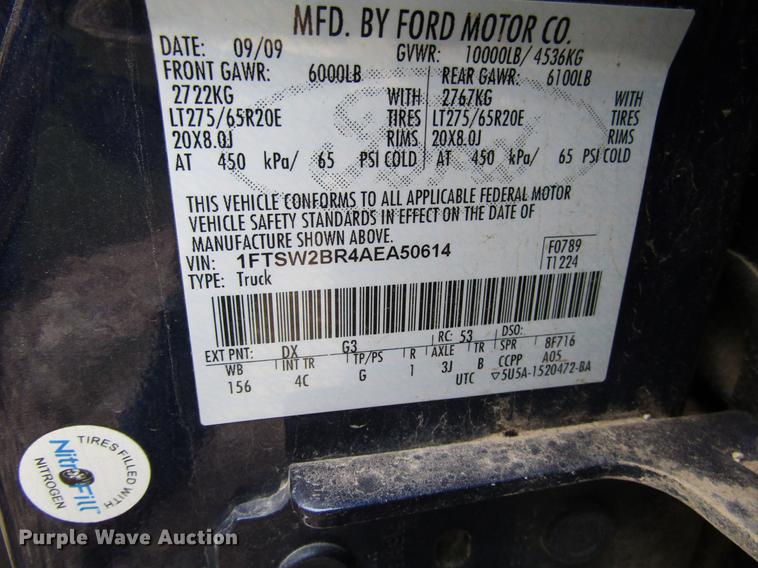 MFD. BY FORD MOTOR CO.
DATE: 09/09 GVWR: 10000LB/ 4536KG
FRONT GAWR: 6000LB REAR GAWR: 6100LB
2722KG WITH 2767KG WITH
LT275/65R20E TIRES LT275/65R20E TIRES
20X8.0J RIMS 20X8.0J RIMS
AT 450 kPa/ 65 PSI COLD AT 450 kPa/ 65 PSI COLD
THIS VEHICLE CONFORMS TO ALL APPLICABLE FEDERAL MOTOR
VEHICLE SAFETY STANDARDS IN EFFECT ON THE DATE OF
MANUFACTURE SHOWN ABOVE.
VIN: 1FTSW2BR4AEA50614 F0789
TYPE: Truck T1224
EXT PNT: DX G3 RC: 53 DSO:
WB INT TR TP/PS R AXLE TR SPR 8F716
156 4C G 1 3J B CCPP A05
UTC ▽5U5A-1520472-BA
TIRES FILLED WITH
NitroFill
NITROGEN
Purple Wave Auction